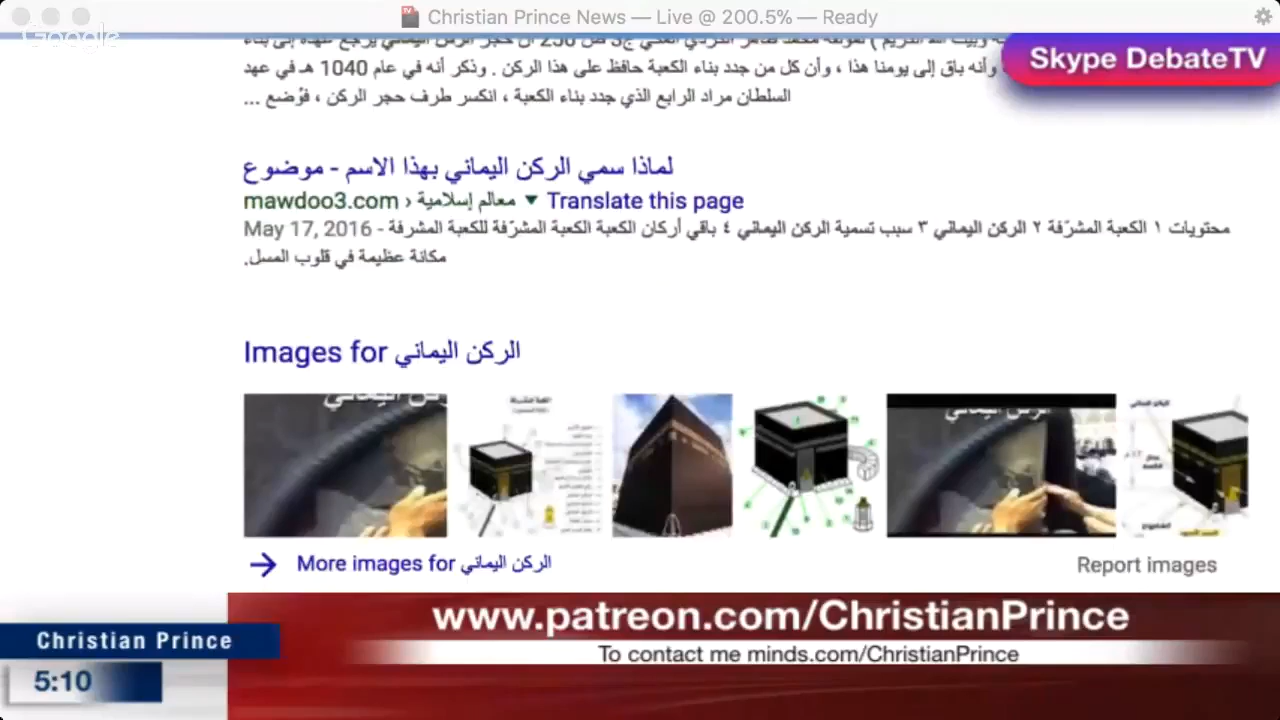 Christian Prince News — Live @ 200.5% — Ready
Google
Skype DebateTV
وأنه باق إلى يومنا هذا ، وأن كل من جدد بناء الكعبة حافظ على هذا الركن . وذكر أنه في عام 1040 هـ في عهد
السلطان مراد الرابع الذي جدد بناء الكعبة ، انكسر طرف حجر الركن ، فوُضع ...
لماذا سمي الركن اليماني بهذا الاسم - موضوع
mawdoo3.com › معالم إسلامية ▼ Translate this page
May 17, 2016 - محتويات ١ الكعبة المشرّفة ٢ الركن اليماني ٣ سبب تسمية الركن اليماني ٤ باقي أركان الكعبة الكعبة المشرّفة للكعبة المشرفة
مكانة عظيمة في قلوب المسل.
Images for الركن اليماني
→ More images for الركن اليماني
Report images
www.patreon.com/ChristianPrince
Christian Prince
To contact me minds.com/ChristianPrince
5:10